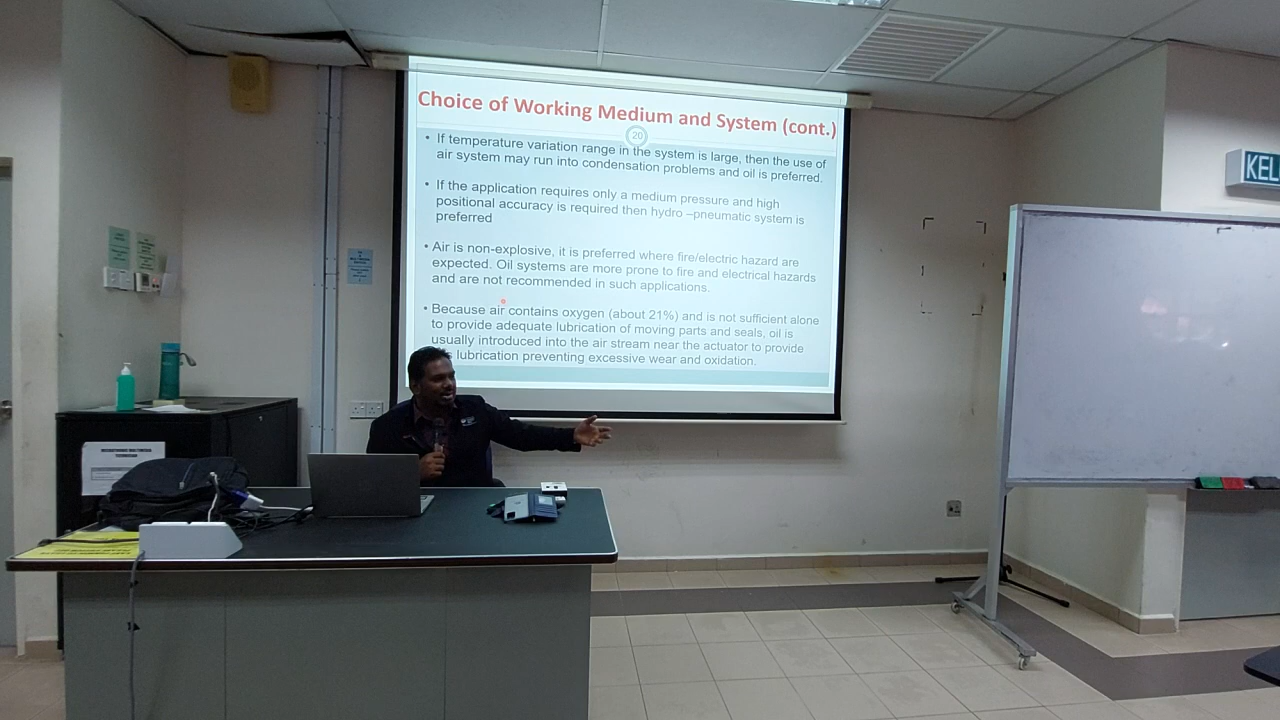 Choice of Working Medium and System (cont.)
20
• If temperature variation range in the system is large, then the use of
air system may run into condensation problems and oil is preferred.
• If the application requires only a medium pressure and high
positional accuracy is required then hydro –pneumatic system is
preferred
• Air is non-explosive, it is preferred where fire/electric hazard are
expected. Oil systems are more prone to fire and electrical hazards
and are not recommended in such applications.
• Because air contains oxygen (about 21%) and is not sufficient alone
to provide adequate lubrication of moving parts and seals, oil is
usually introduced into the air stream near the actuator to provide
lubrication preventing excessive wear and oxidation.
KEL